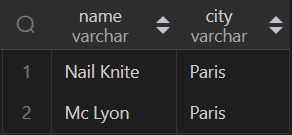 name city
varchar varchar
1 Nail Knite Paris
2 Mc Lyon Paris